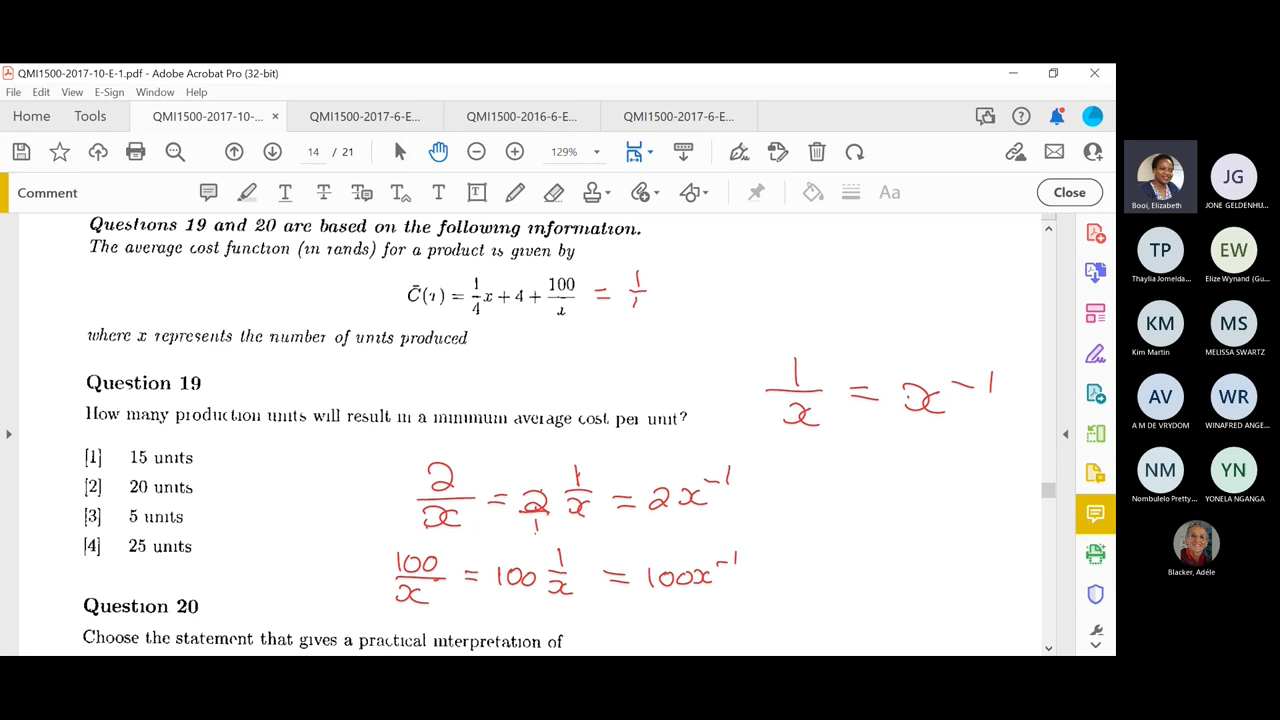 QMI1500-2017-10-E-1.pdf - Adobe Acrobat Pro (32-bit)
File Edit View E-Sign Window Help
Home Tools QMI1500-2017-10-... × QMI1500-2017-6-E... QMI1500-2016-6-E... QMI1500-2017-6-E...
14 / 21 129%
Comment Close
Questions 19 and 20 are based on the following information.
The average cost function (in rands) for a product is given by
C̄(x) = 1/4 x + 4 + 100/x = 1/
where x represents the number of units produced
Question 19
1/x = x⁻¹
How many production units will result in a minimum average cost per unit?
[1] 15 units
[2] 20 units
2/x = 2/1 1/x = 2x⁻¹
[3] 5 units
[4] 25 units
100/x = 100 1/x = 100x⁻¹
Question 20
Choose the statement that gives a practical interpretation of
Booi, Elizabeth
JG
JONE GELDENHU...
TP
Thaylia Jomelda...
EW
Elize Wynand (Gu...
KM
Kim Martin
MS
MELISSA SWARTZ
AV
A M DE VRYDOM
WR
WINAFRED ANGE...
NM
Nombulelo Pretty...
YN
YONELA NGANGA
Blacker, Adéle